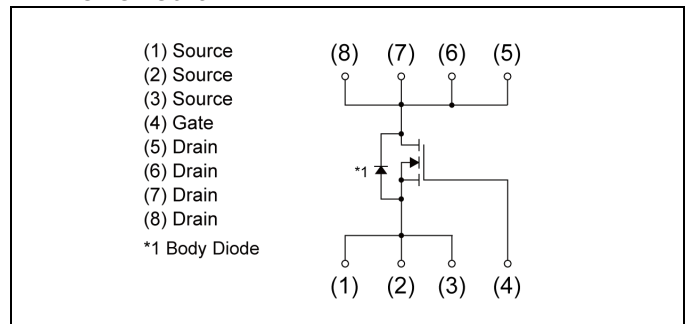 (1) Source
(2) Source
(3) Source
(4) Gate
(5) Drain
(6) Drain
(7) Drain
(8) Drain
*1 Body Diode
(8) (7) (6) (5)
*1
(1) (2) (3) (4)